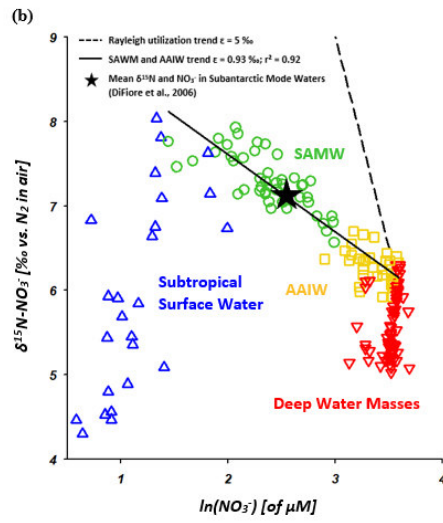 (b)
Rayleigh utilization trend ε = 5 ‰
SAWM and AAIW trend ε = 0.93 ‰; r² = 0.92
Mean δ¹⁵N and NO₃⁻ in Subantarctic Mode Waters
(DiFiore et al., 2006)
9
8
7
6
5
4
δ¹⁵N-NO₃⁻ [‰ vs. N₂ in air]
SAMW
AAIW
Subtropical
Surface Water
Deep Water Masses
1 2 3 4
ln(NO₃⁻) [of µM]